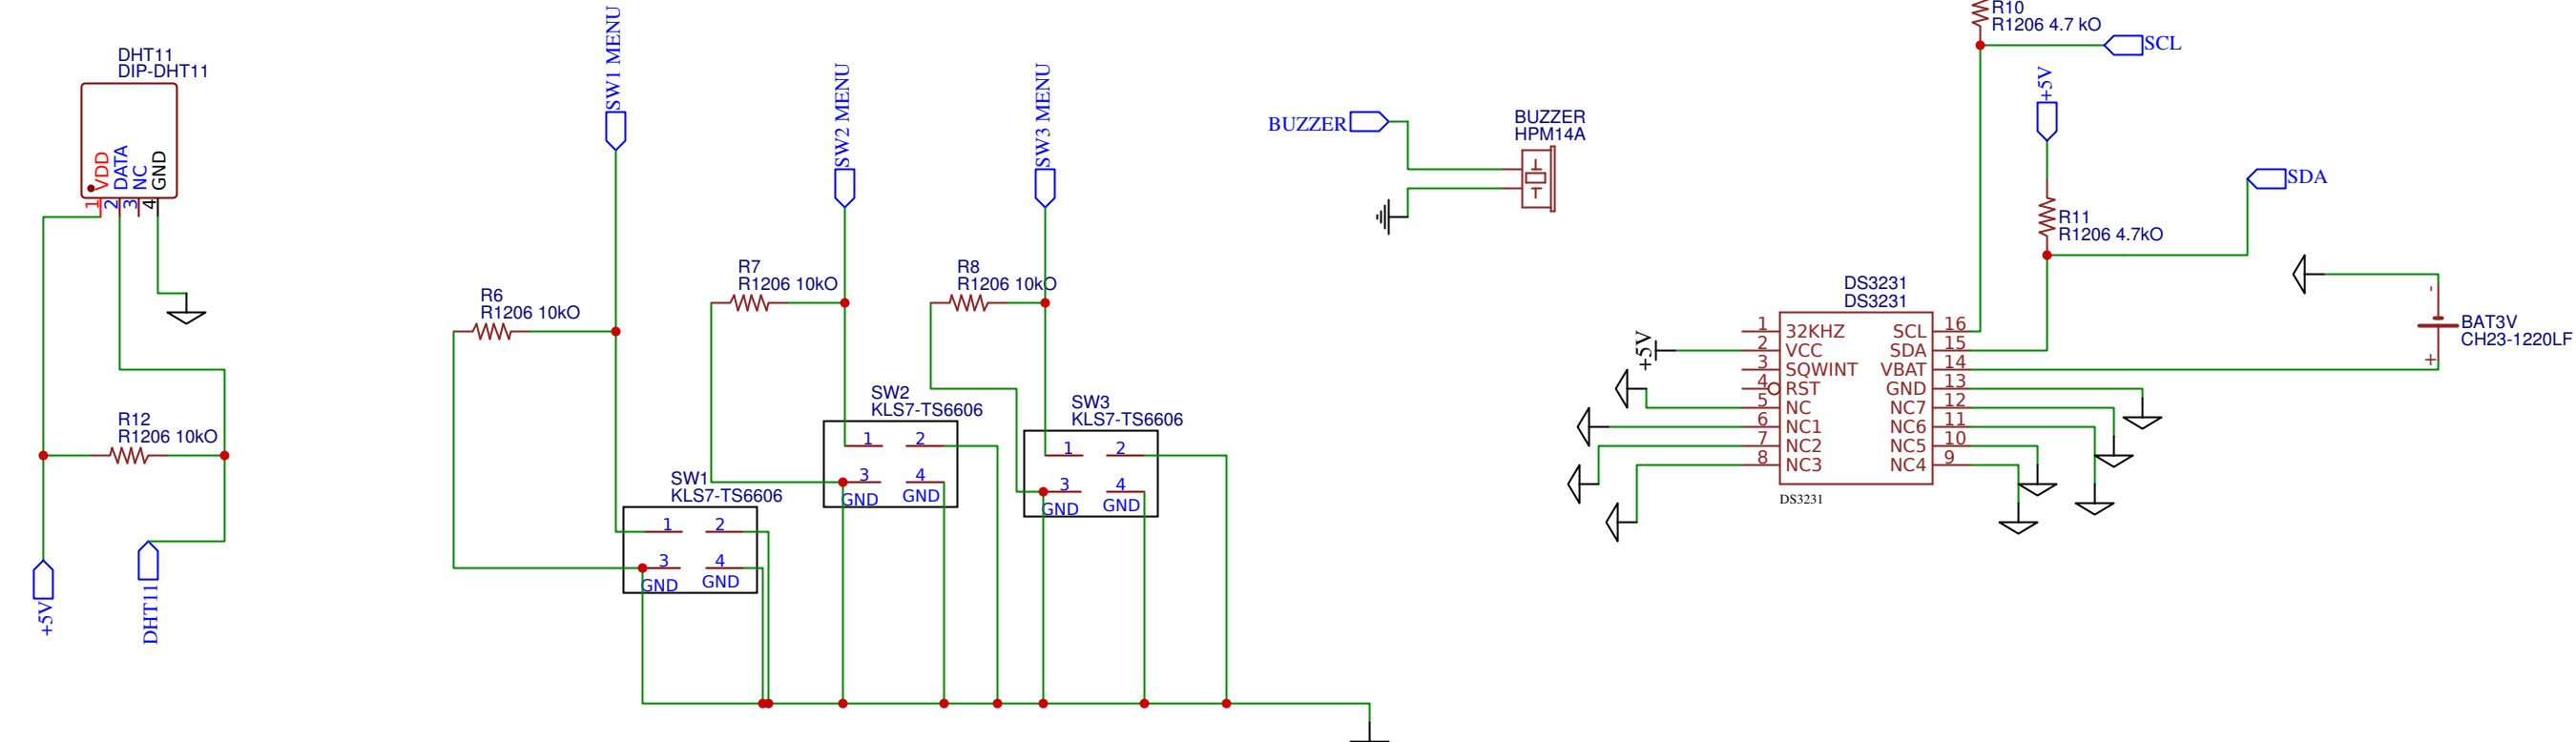 DHT11
DIP-DHT11
VDD
DATA
NC
GND
1
2
3
4
R12
R1206 10kO
+5V
DHT11
SW1 MENU
R6
R1206 10kO
SW1
KLS7-TS6606
1
2
3
4
GND
GND
SW2 MENU
R7
R1206 10kO
SW2
KLS7-TS6606
1
2
3
4
GND
GND
SW3 MENU
R8
R1206 10kO
SW3
KLS7-TS6606
1
2
3
4
GND
GND
BUZZER
BUZZER
HPM14A
R10
R1206 4.7 kO
SCL
+5V
SDA
R11
R1206 4.7kO
DS3231
DS3231
+5V
1 32KHZ SCL 16
2 VCC SDA 15
3 SQWINT VBAT 14
4 RST GND 13
5 NC NC7 12
6 NC1 NC6 11
7 NC2 NC5 10
8 NC3 NC4 9
DS3231
-
BAT3V
CH23-1220LF
+